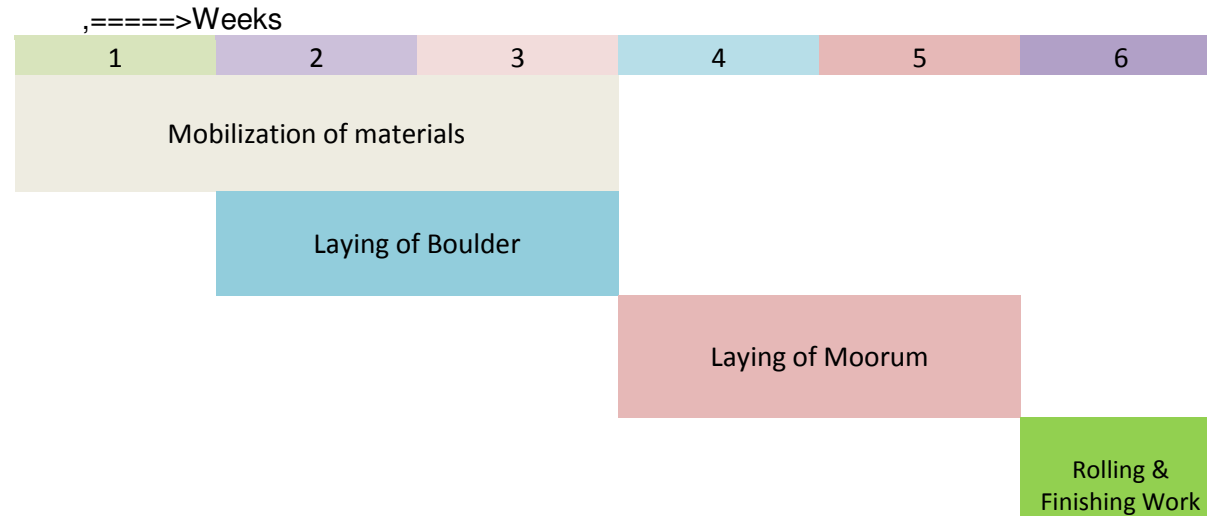 ,=====>Weeks
1 2 3 4 5 6
Mobilization of materials
Laying of Boulder
Laying of Moorum
Rolling &
Finishing Work